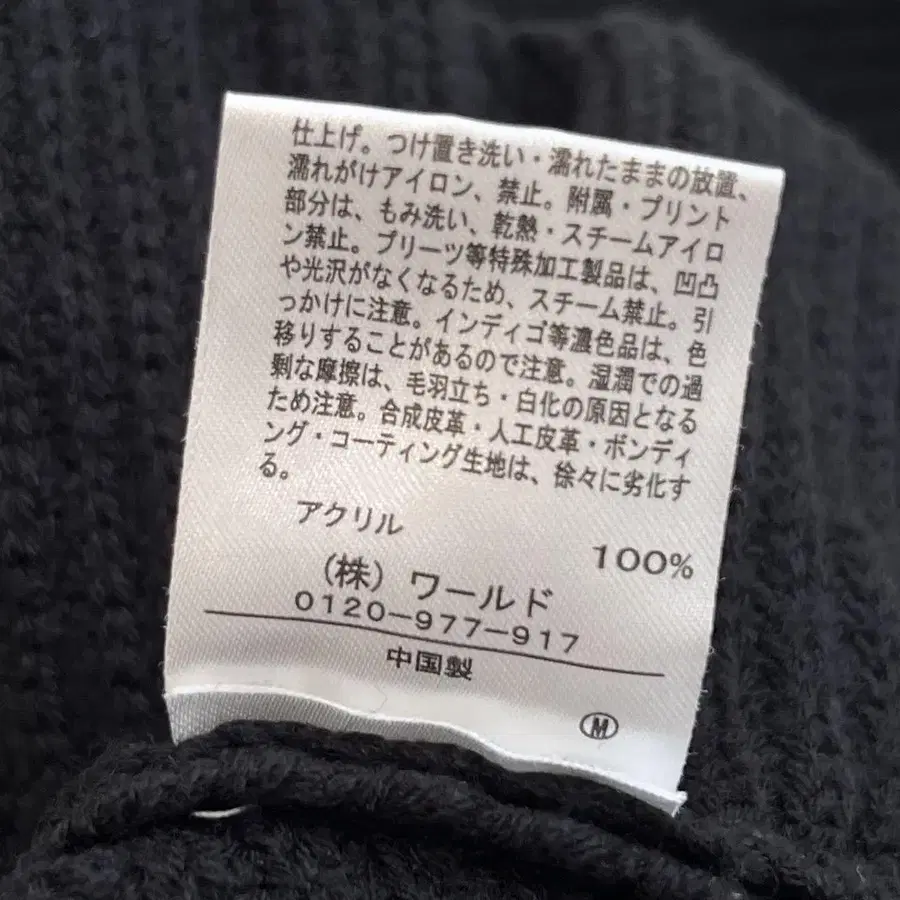 仕上げ。つけ置き洗い・濡れたままの放置、
濡れがけアイロン、禁止。附属・プリント
部分は、もみ洗い、乾熱・スチームアイロ
ン禁止。プリーツ等特殊加工製品は、凹凸
や光沢がなくなるため、スチーム禁止。引
っかけに注意。インディゴ等濃色品は、色
移りすることがあるので注意。湿潤での過
剰な摩擦は、毛羽立ち・白化の原因となる
ため注意。合成皮革・人工皮革・ボンディ
ング・コーティング生地は、徐々に劣化す
る。
アクリル 100%
（株）ワールド
0120-977-917
中国製
M